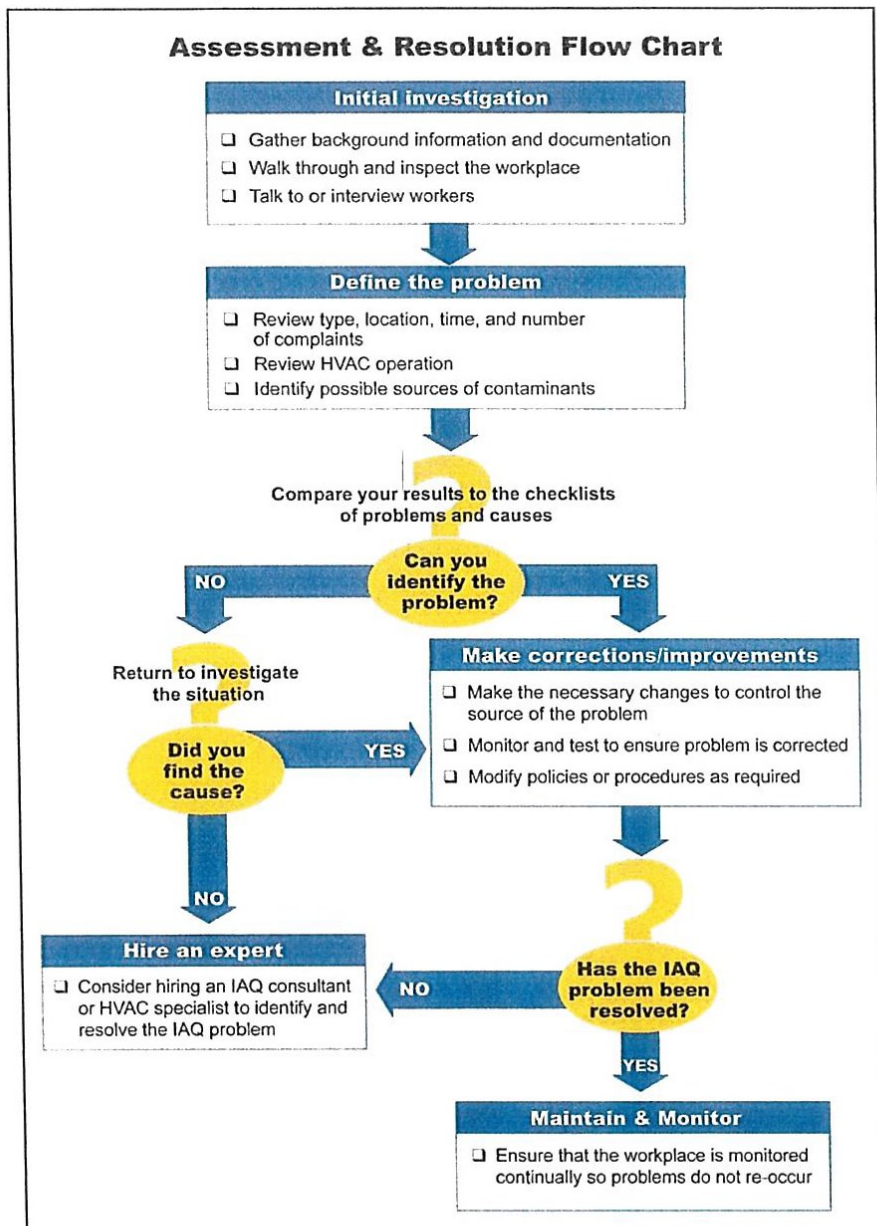 Assessment & Resolution Flow Chart
Initial investigation
❑ Gather background information and documentation
❑ Walk through and inspect the workplace
❑ Talk to or interview workers
Define the problem
❑ Review type, location, time, and number
of complaints
❑ Review HVAC operation
❑ Identify possible sources of contaminants
?
Compare your results to the checklists
of problems and causes
Can you
identify the
problem?
NO
YES
?
Return to investigate
the situation
Did you
find the
cause?
YES
NO
Make corrections/improvements
❑ Make the necessary changes to control the
source of the problem
❑ Monitor and test to ensure problem is corrected
❑ Modify policies or procedures as required
?
Has the IAQ
problem been
resolved?
NO
YES
Hire an expert
❑ Consider hiring an IAQ consultant
or HVAC specialist to identify and
resolve the IAQ problem
Maintain & Monitor
❑ Ensure that the workplace is monitored
continually so problems do not re-occur